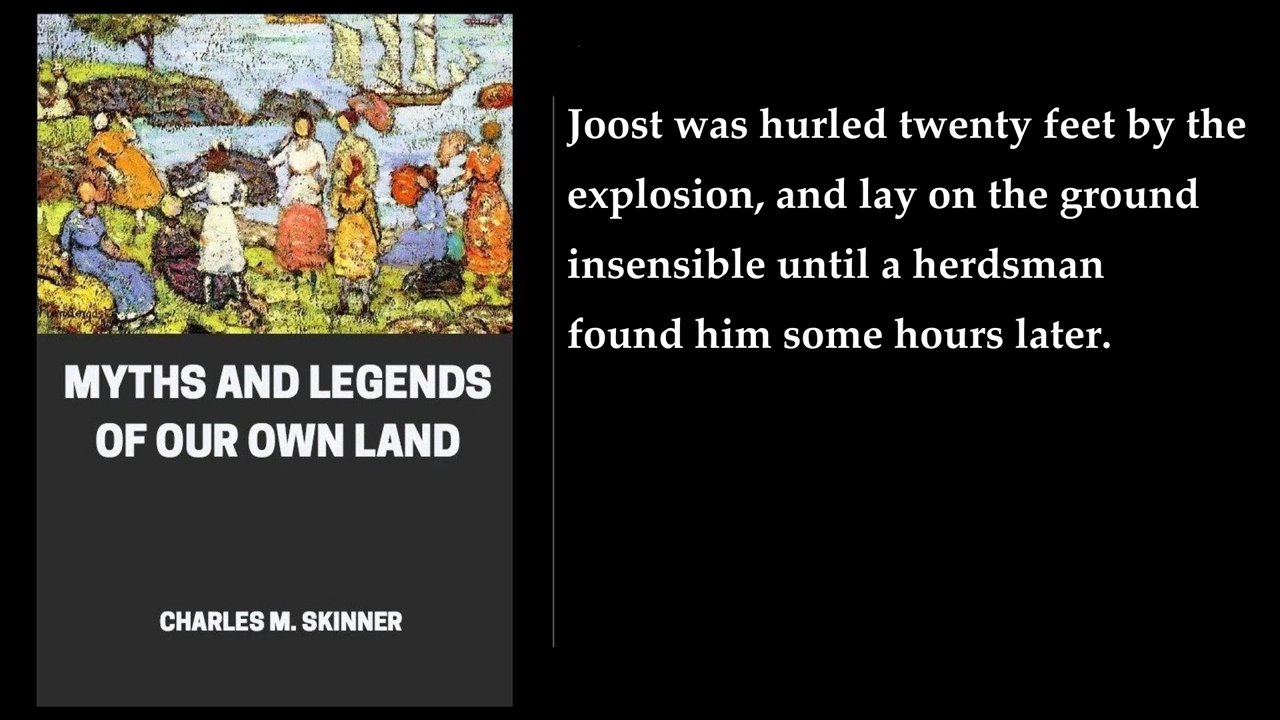 MYTHS AND LEGENDS
OF OUR OWN LAND
CHARLES M. SKINNER
Joost was hurled twenty feet by the
explosion, and lay on the ground
insensible until a herdsman
found him some hours later.